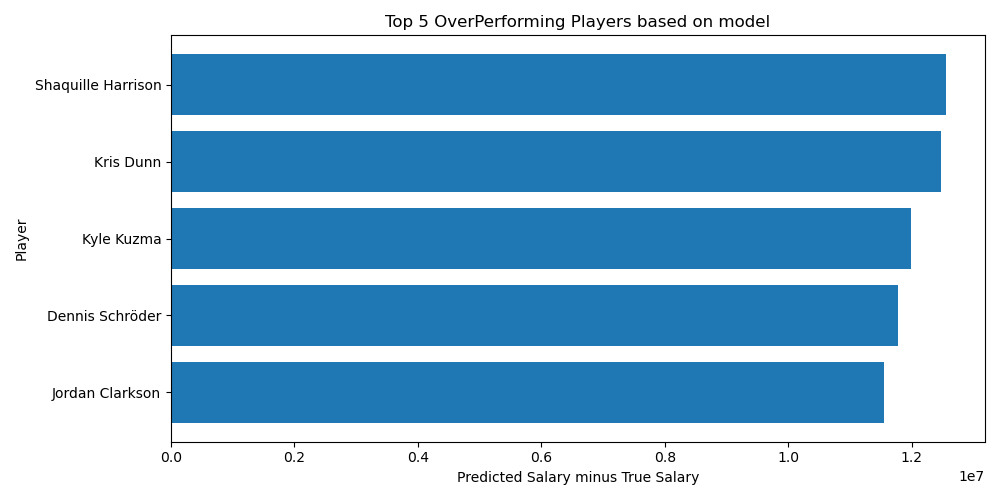 Top 5 OverPerforming Players based on model
Player
Shaquille Harrison
Kris Dunn
Kyle Kuzma
Dennis Schröder
Jordan Clarkson
0.0 0.2 0.4 0.6 0.8 1.0 1.2
1e7
Predicted Salary minus True Salary